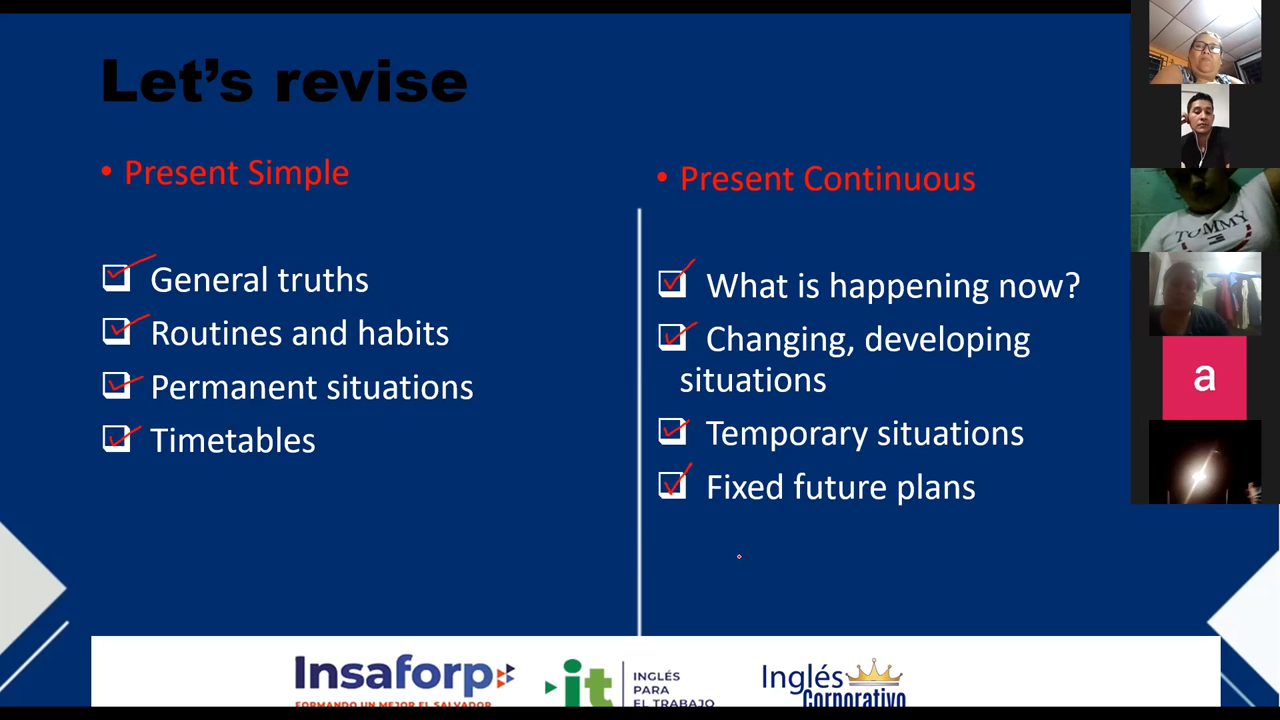 Let's revise
• Present Simple
General truths
Routines and habits
Permanent situations
Timetables
• Present Continuous
What is happening now?
Changing, developing
situations
Temporary situations
Fixed future plans
TOMMY
a
Insaforp
FORMANDO UN MEJOR EL SALVADOR
it
INGLÉS
PARA
EL TRABAJO
Inglés
Corporativo